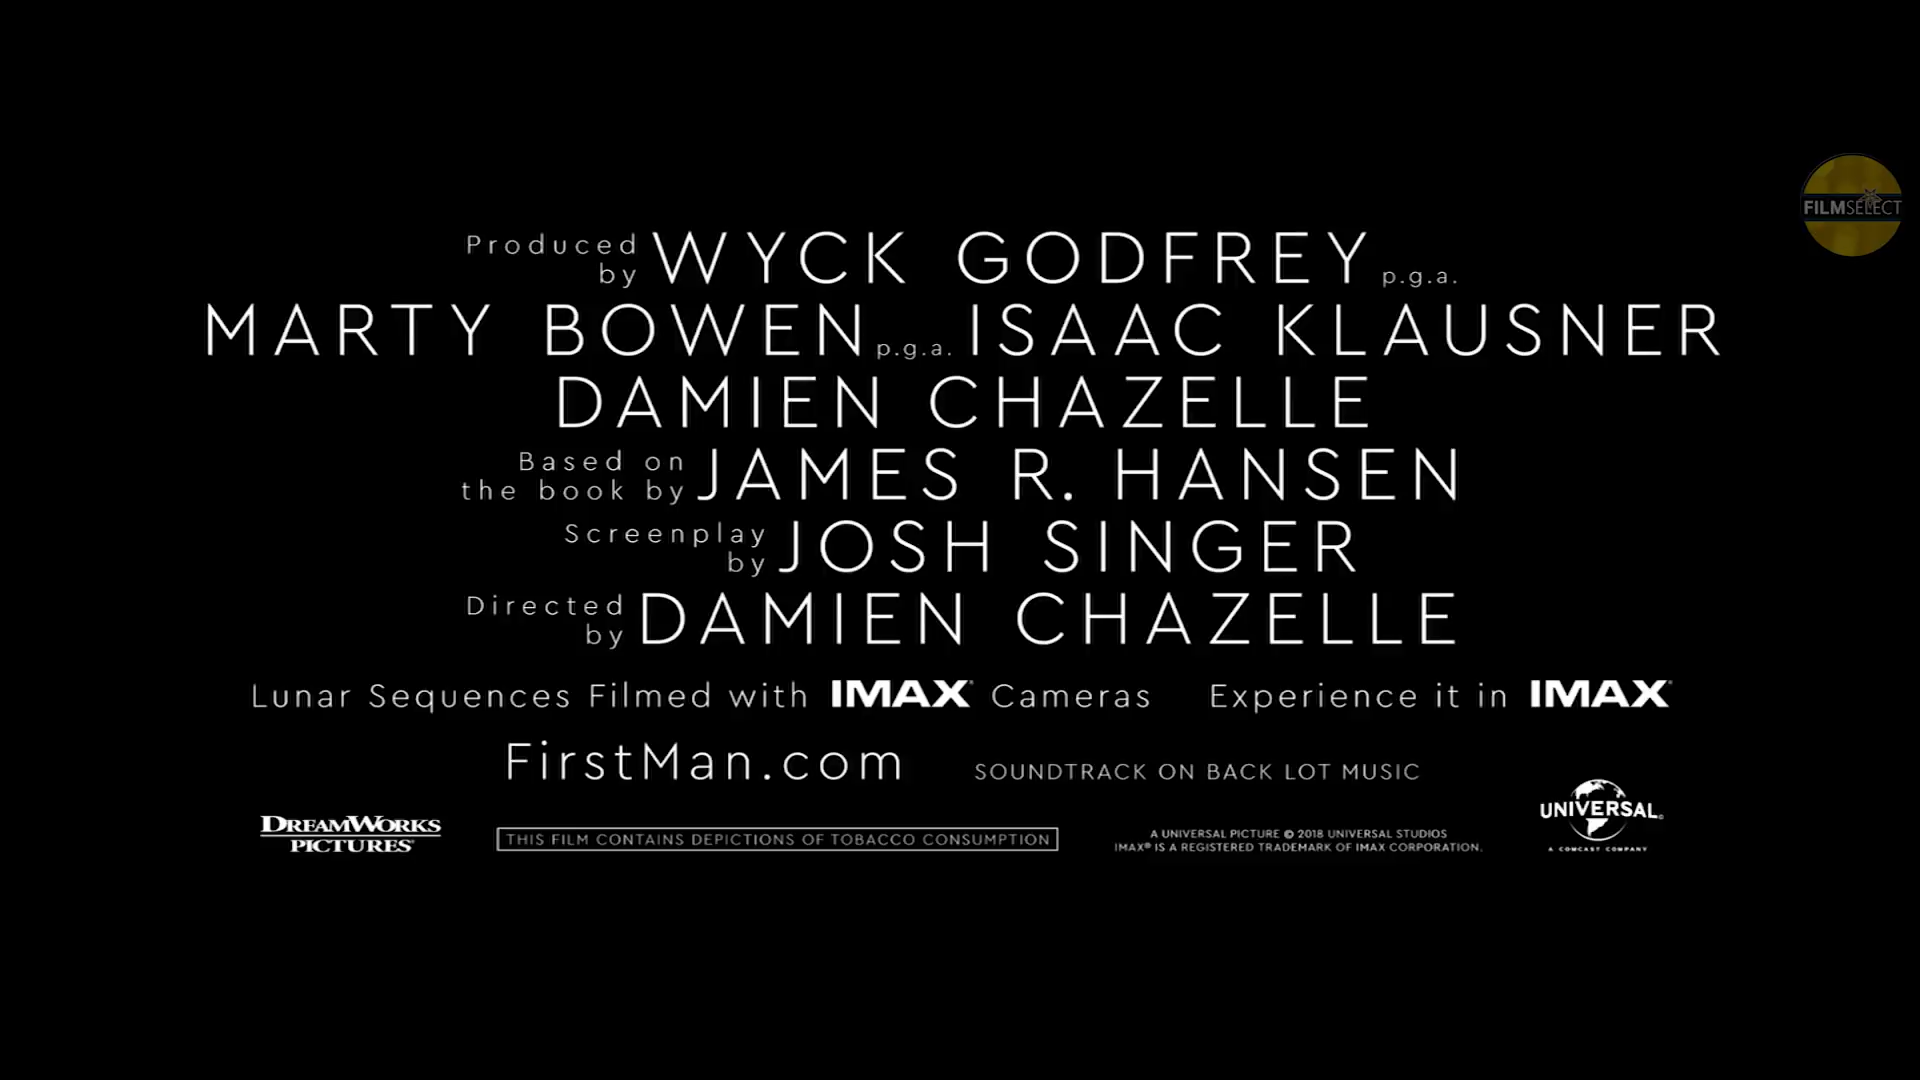 FILMSELECT
Produced by WYCK GODFREY p.g.a.
MARTY BOWEN p.g.a. ISAAC KLAUSNER
DAMIEN CHAZELLE
Based on the book by JAMES R. HANSEN
Screenplay by JOSH SINGER
Directed by DAMIEN CHAZELLE
Lunar Sequences Filmed with IMAX® Cameras Experience it in IMAX®
FirstMan.com SOUNDTRACK ON BACK LOT MUSIC
DREAMWORKS PICTURES®
THIS FILM CONTAINS DEPICTIONS OF TOBACCO CONSUMPTION
A UNIVERSAL PICTURE © 2018 UNIVERSAL STUDIOS
IMAX® IS A REGISTERED TRADEMARK OF IMAX CORPORATION.
UNIVERSAL®
A COMCAST COMPANY